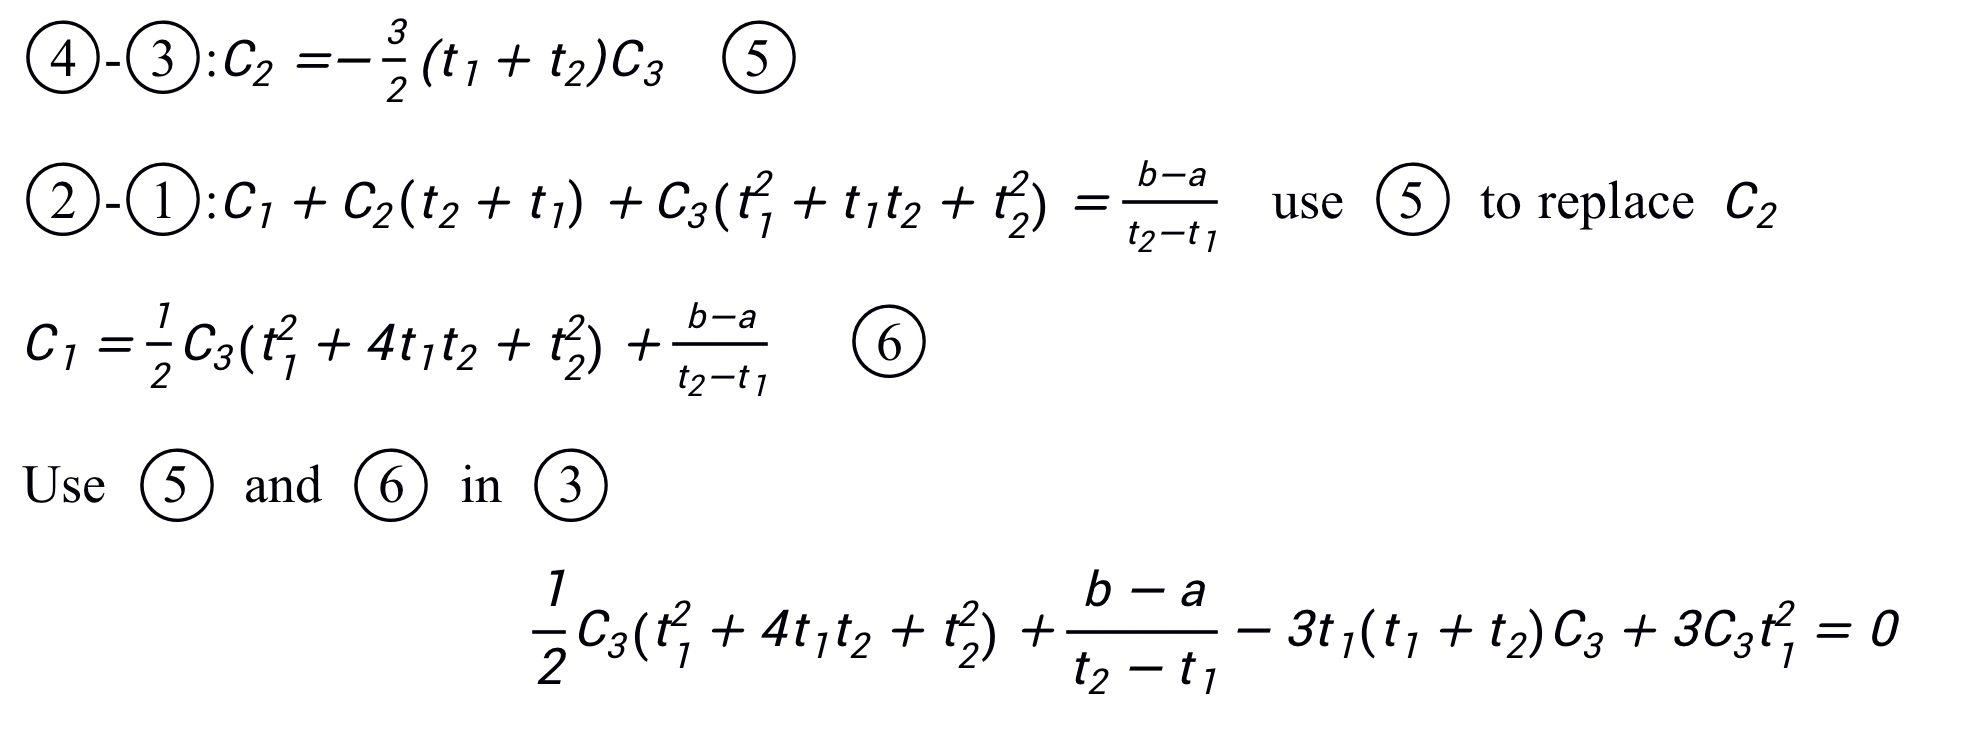 ④-③:C₂ = -3/2 (t₁ + t₂)C₃ ⑤
②-①:C₁ + C₂(t₂ + t₁) + C₃(t₁² + t₁t₂ + t₂²) = (b-a)/(t₂-t₁) use ⑤ to replace C₂
C₁ = 1/2 C₃(t₁² + 4t₁t₂ + t₂²) + (b-a)/(t₂-t₁) ⑥
Use ⑤ and ⑥ in ③
1/2 C₃(t₁² + 4t₁t₂ + t₂²) + (b - a)/(t₂ - t₁) - 3t₁(t₁ + t₂)C₃ + 3C₃t₁² = 0